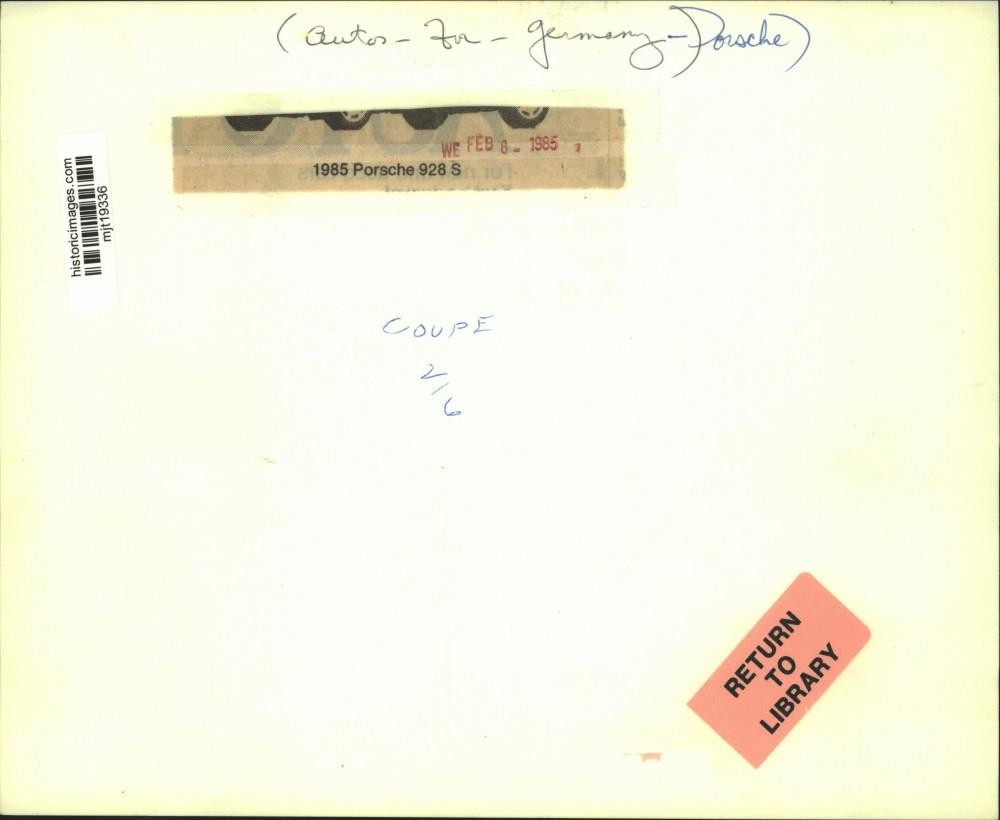 (Autos - For - Germany - Porsche)
WE FEB 6 - 1985
1985 Porsche 928 S
historicimages.com
mjt19336
COUPE
2/6
RETURN
TO
LIBRARY